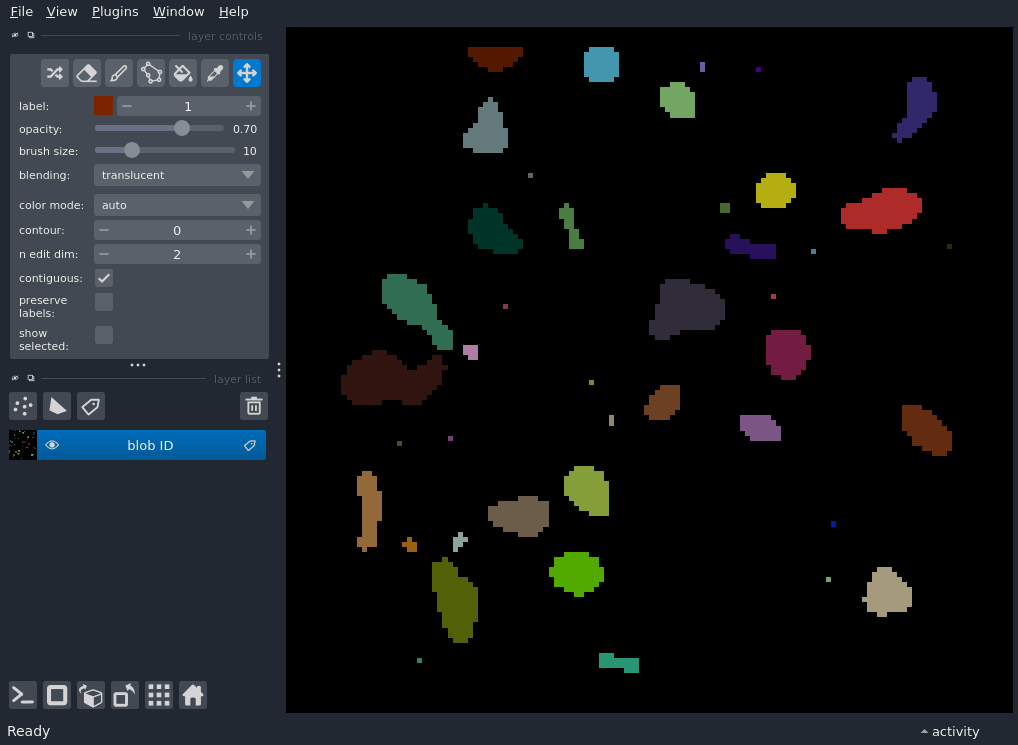 File View Plugins Window Help
layer controls
label: 1
opacity: 0.70
brush size: 10
blending: translucent
color mode: auto
contour: 0
n edit dim: 2
contiguous:
preserve
labels:
show
selected:
layer list
blob ID
Ready
activity